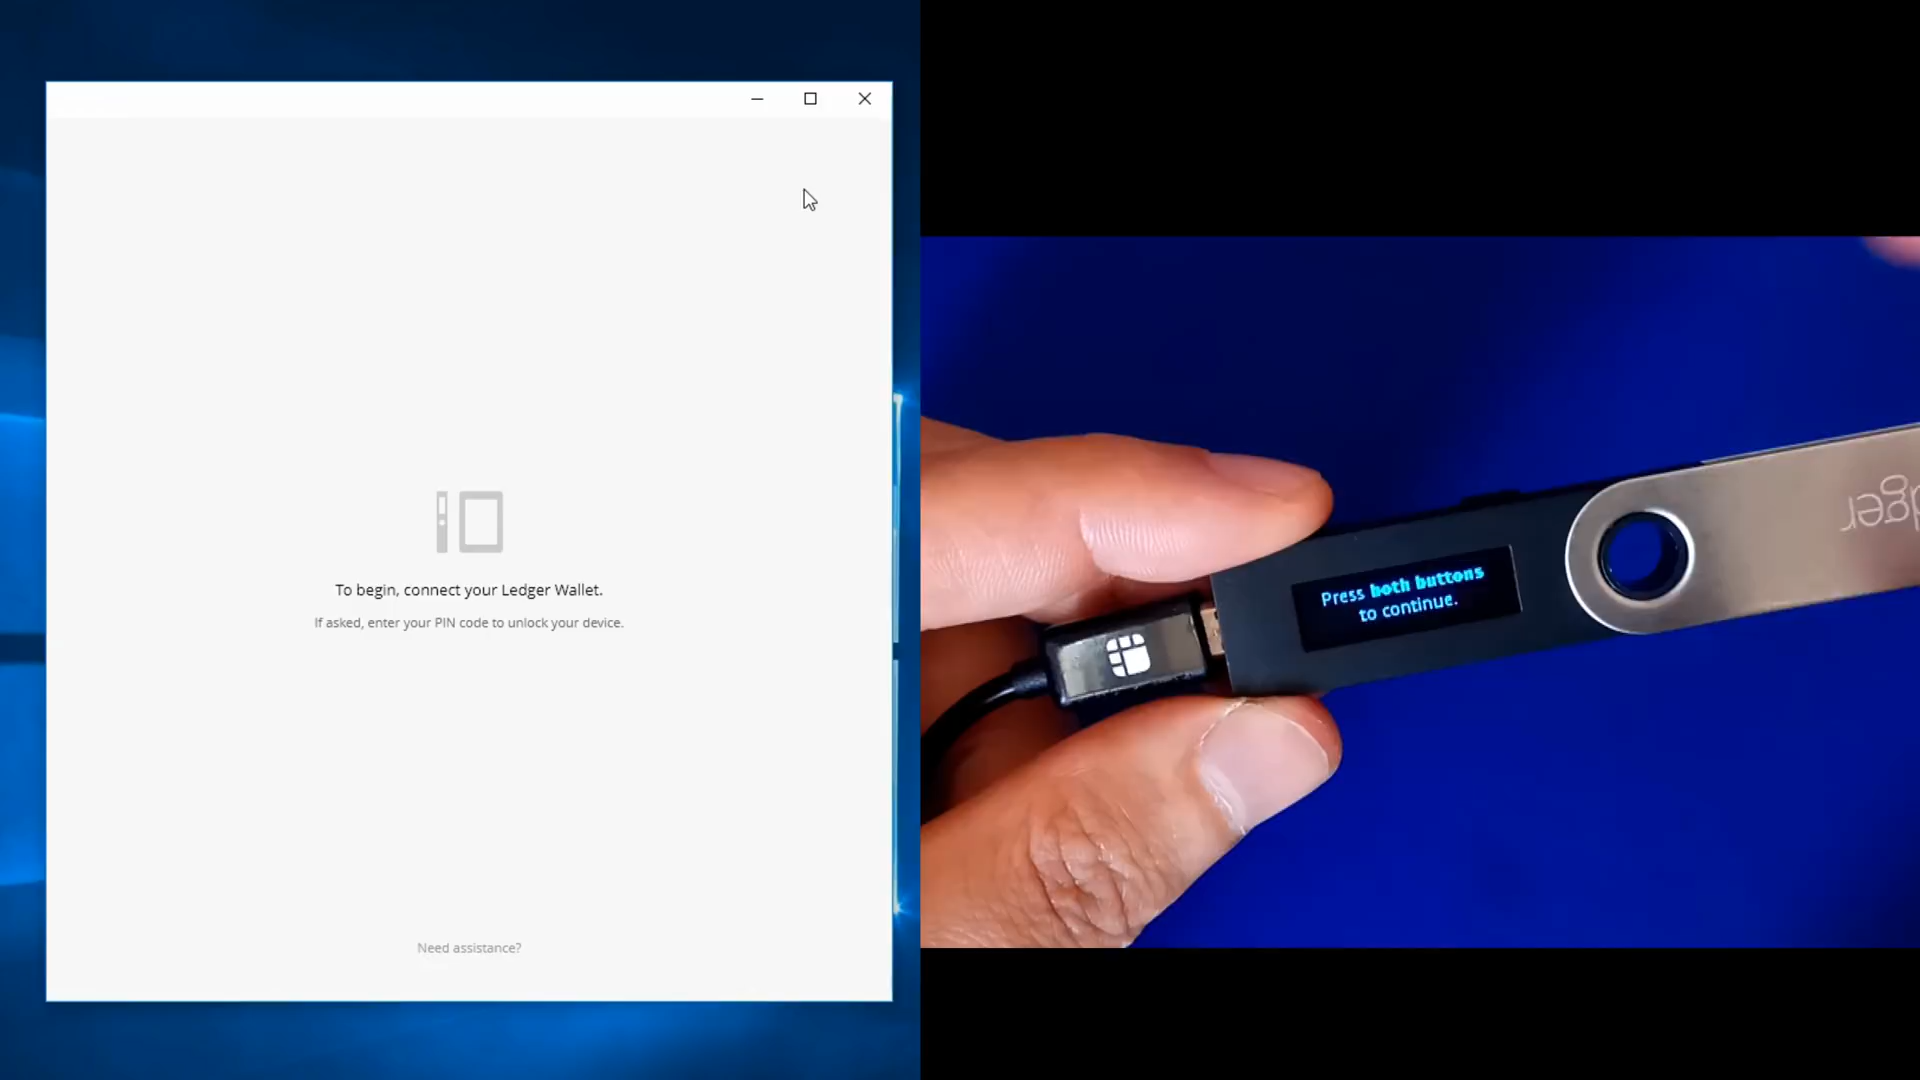 To begin, connect your Ledger Wallet.
If asked, enter your PIN code to unlock your device.
Need assistance?
Press both buttons
to continue.